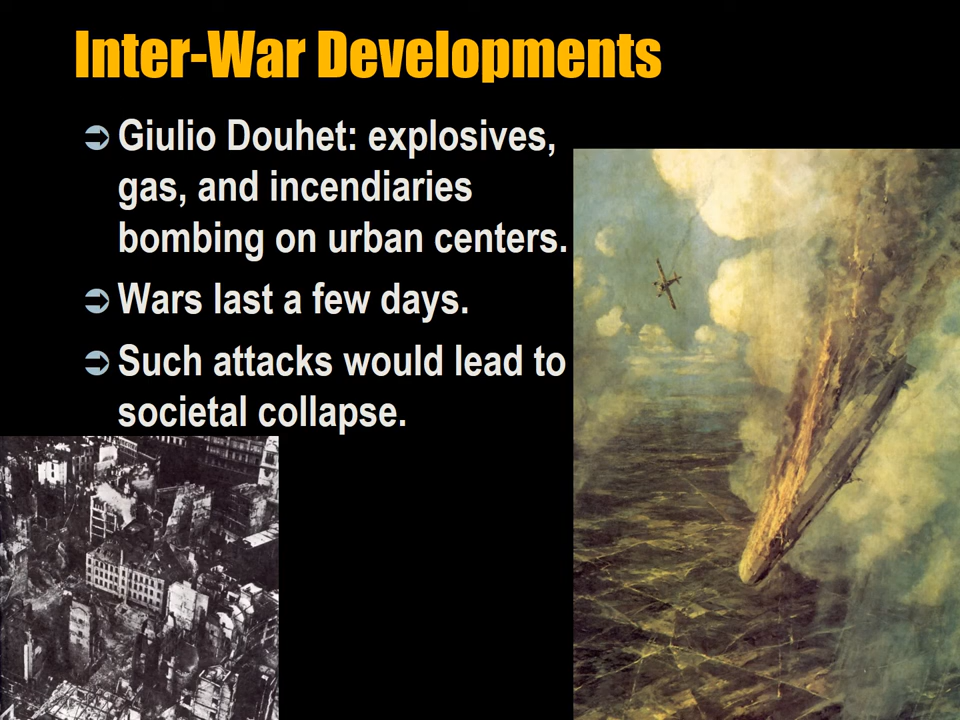 Inter-War Developments
Giulio Douhet: explosives,
gas, and incendiaries
bombing on urban centers.
Wars last a few days.
Such attacks would lead to
societal collapse.